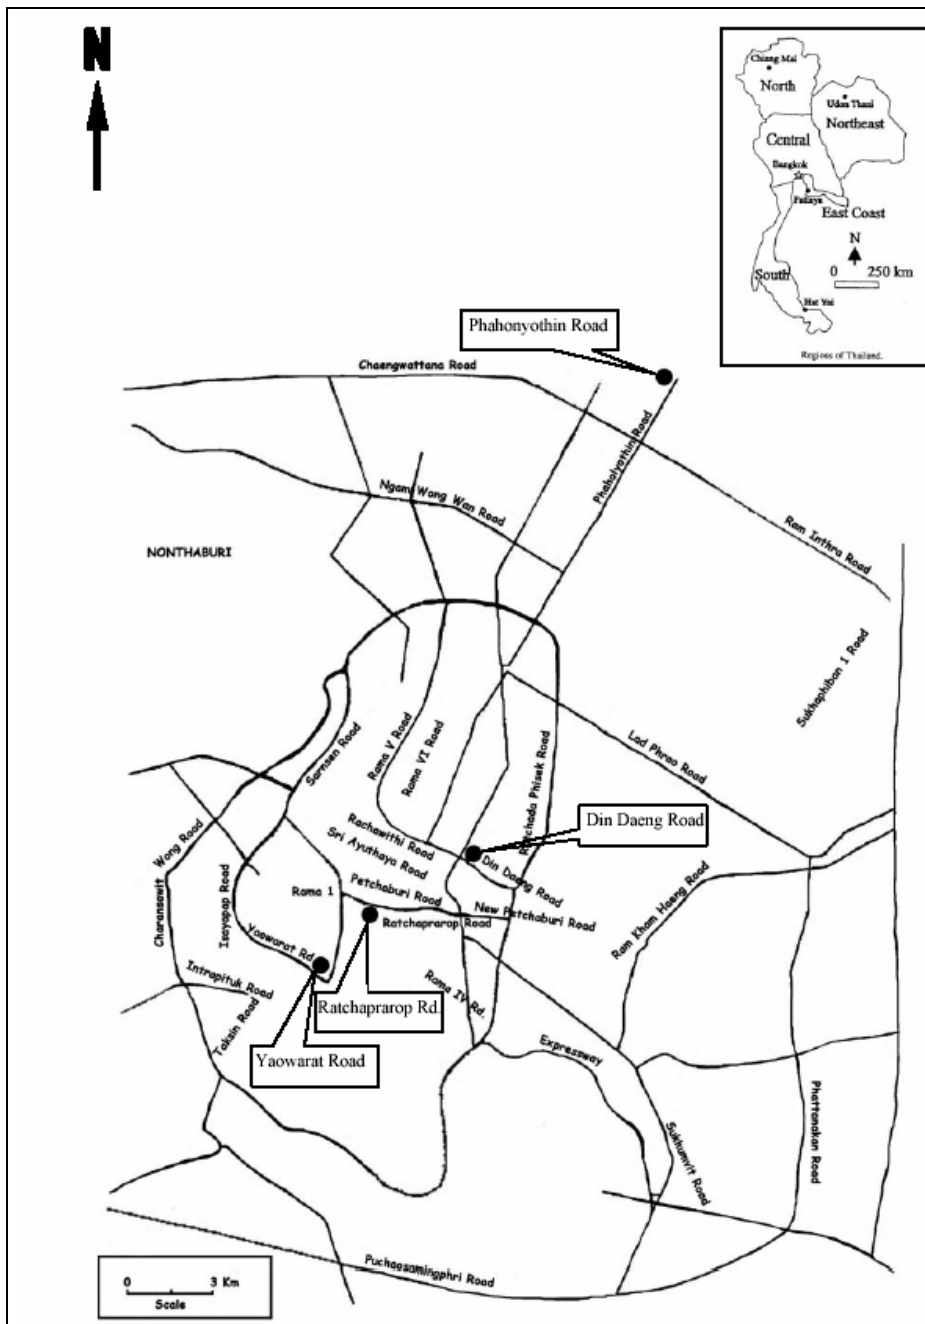 N
Chiang Mai
North
Udon Thani
Northeast
Central
Bangkok
Pattaya
East Coast
N
0 250 km
South
Hat Yai
Regions of Thailand.
Phahonyothin Road
Chaengwattana Road
Phaholyothin Road
Ngam Wong Wan Road
Ram Inthra Road
NONTHABURI
Sukhaphiban 1 Road
Samsen Road
Rama V Road
Rama VI Road
Ratchada Phisek Road
Lad Phrao Road
Din Daeng Road
Charansawit Wong Road
Isayapap Road
Rachawithi Road
Sri Ayuthaya Road
Din Daeng Road
Rama 1
Petchaburi Road
New Petchaburi Road
Ratchaprarop Road
Ram Kham Haeng Road
Yaowarat Rd
Intrapituk Road
Taksin Road
Ratchaprarop Rd.
Rama IV Rd.
Yaowarat Road
Expressway
Sukhumvit Road
Phattanakan Road
Puchaosamingphri Road
0 3 Km
Scale